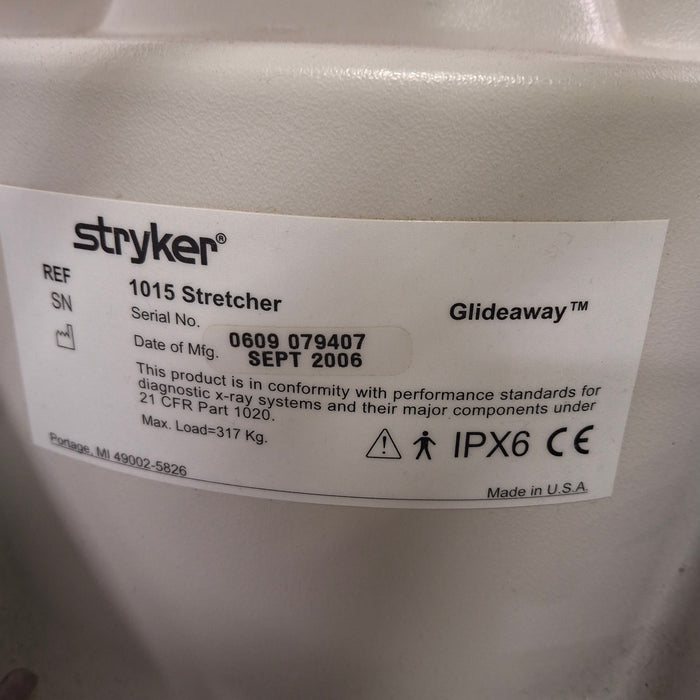 stryker®
REF 1015 Stretcher Glideaway™
SN Serial No. 0609 079407
Date of Mfg. SEPT 2006
This product is in conformity with performance standards for
diagnostic x-ray systems and their major components under
21 CFR Part 1020.
Max. Load=317 Kg.
IPX6 CE
Portage, MI 49002-5826
Made in U.S.A.